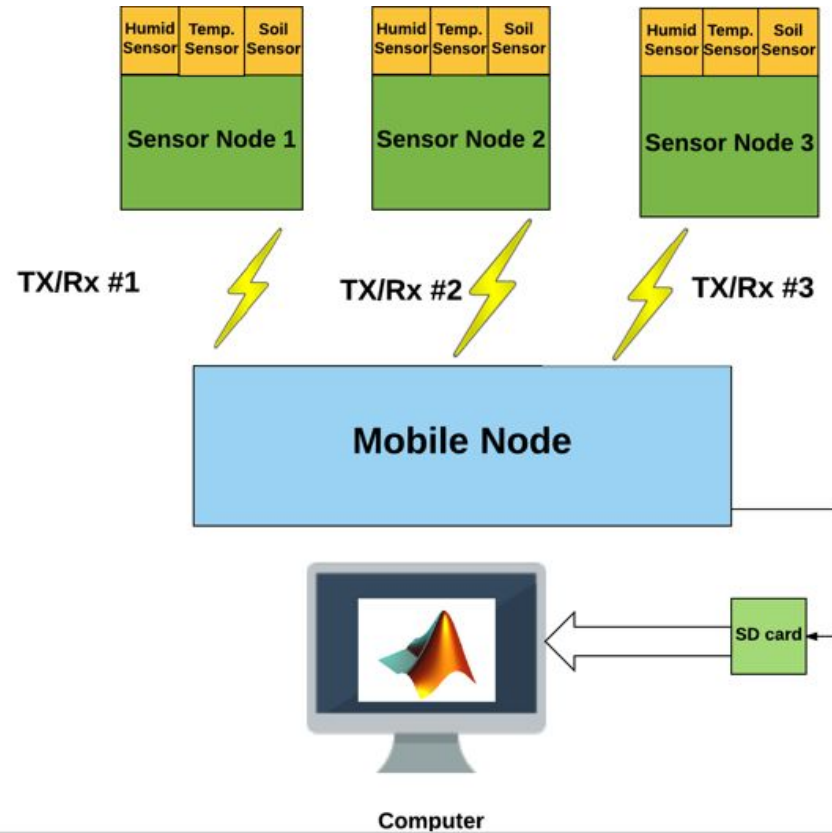 Humid Sensor
Temp. Sensor
Soil Sensor
Humid Sensor
Temp. Sensor
Soil Sensor
Humid Sensor
Temp. Sensor
Soil Sensor
Sensor Node 1
Sensor Node 2
Sensor Node 3
TX/Rx #1
TX/Rx #2
TX/Rx #3
Mobile Node
SD card
Computer